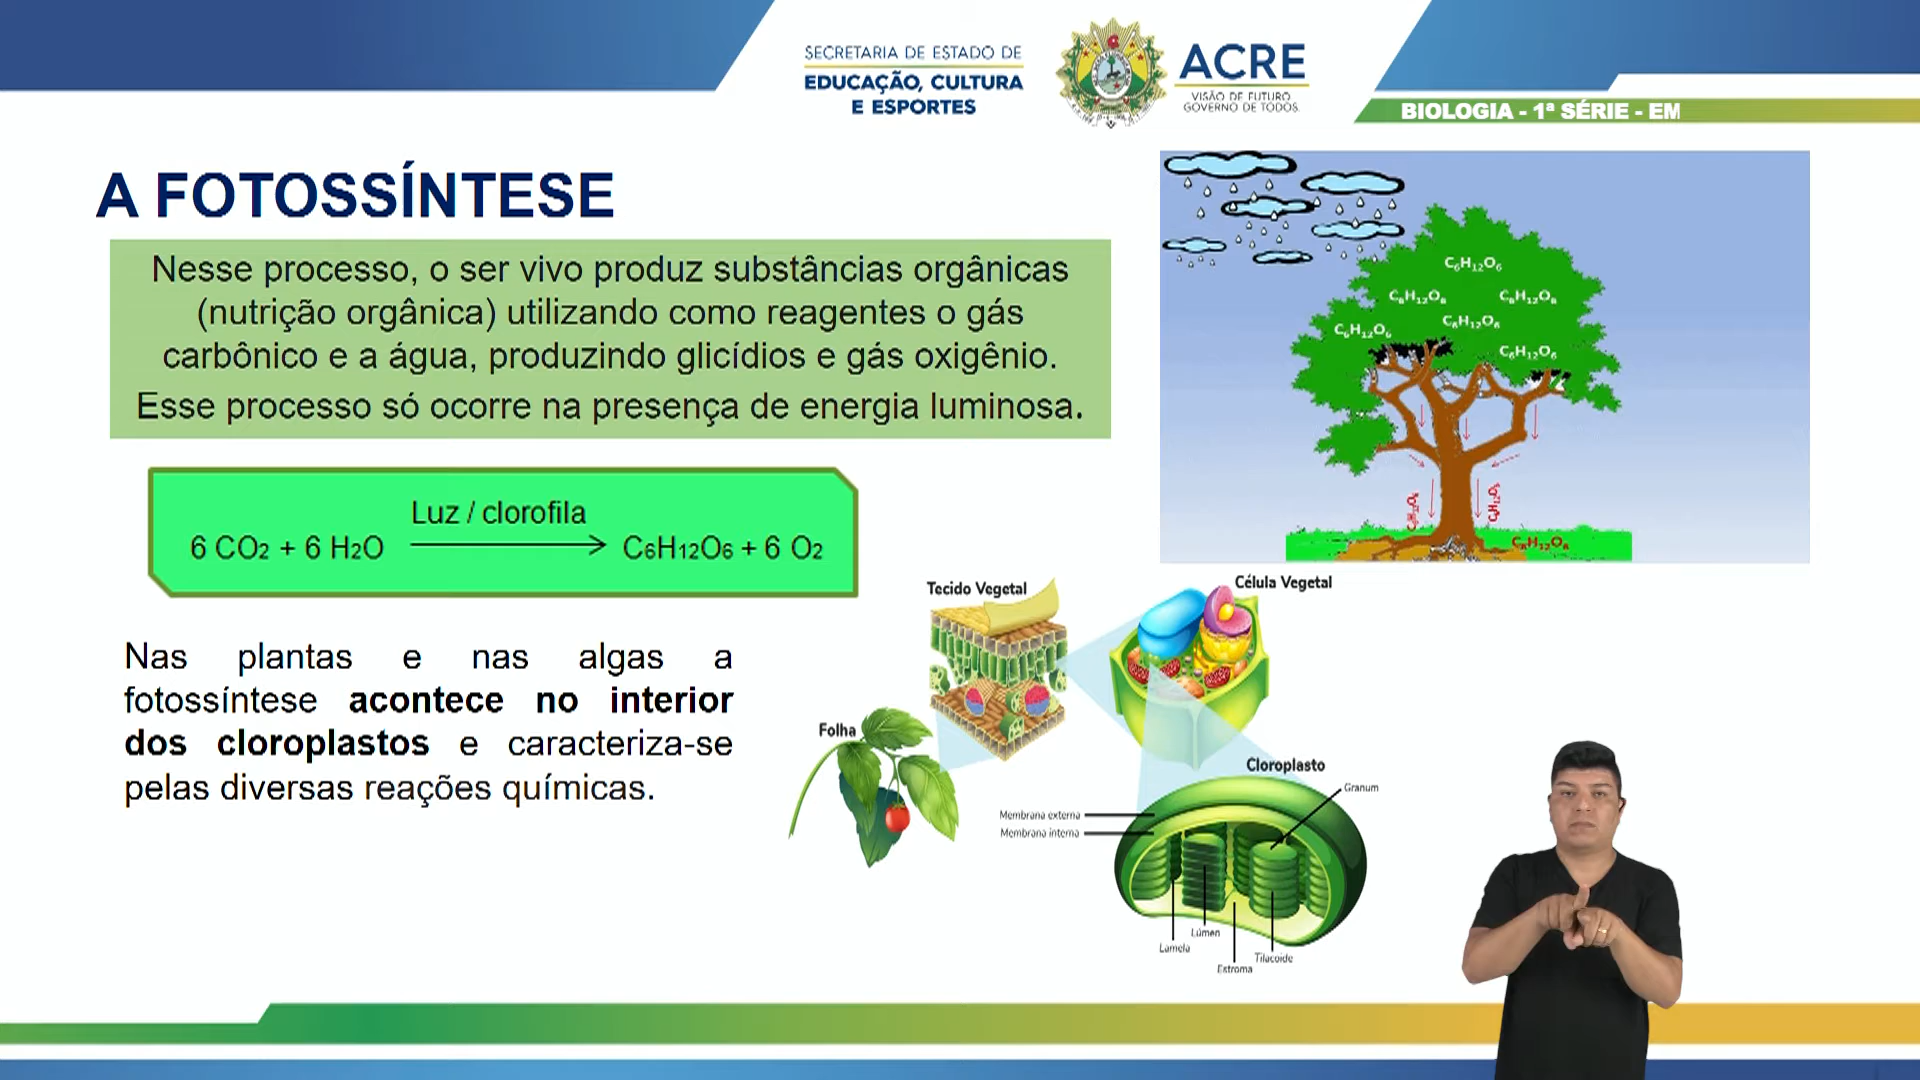 SECRETARIA DE ESTADO DE
EDUCAÇÃO, CULTURA
E ESPORTES
ACRE
VISÃO DE FUTURO
GOVERNO DE TODOS
BIOLOGIA - 1ª SÉRIE - EM
A FOTOSSÍNTESE
Nesse processo, o ser vivo produz substâncias orgânicas
(nutrição orgânica) utilizando como reagentes o gás
carbônico e a água, produzindo glicídios e gás oxigênio.
Esse processo só ocorre na presença de energia luminosa.
Luz / clorofila
6 CO₂ + 6 H₂O → C₆H₁₂O₆ + 6 O₂
Nas plantas e nas algas a
fotossíntese acontece no interior
dos cloroplastos e caracteriza-se
pelas diversas reações químicas.
C₆H₁₂O₆
C₆H₁₂O₆
C₆H₁₂O₆
C₆H₁₂O₆
C₆H₁₂O₆
C₆H₁₂O₆
C₆H₁₂O₆
C₆H₁₂O₆
C₆H₁₂O₆
Tecido Vegetal
Célula Vegetal
Folha
Cloroplasto
Granum
Membrana externa
Membrana interna
Lúmen
Lamela
Tilacoide
Estroma